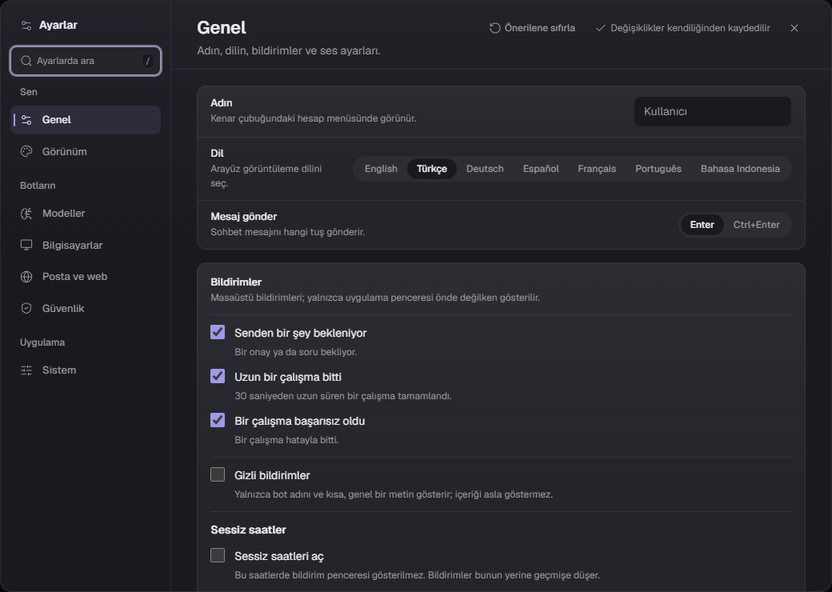 Ayarlar
Ayarlarda ara
/
Sen
Genel
Görünüm
Botların
Modeller
Bilgisayarlar
Posta ve web
Güvenlik
Uygulama
Sistem
Genel
Önerilene sıfırla
Değişiklikler kendiliğinden kaydedilir
Adın, dilin, bildirimler ve ses ayarları.
Adın
Kenar çubuğundaki hesap menüsünde görünür.
Kullanıcı
Dil
Arayüz görüntüleme dilini
seç.
English Türkçe Deutsch Español Français Português Bahasa Indonesia
Mesaj gönder
Sohbet mesajını hangi tuş gönderir.
Enter Ctrl+Enter
Bildirimler
Masaüstü bildirimleri; yalnızca uygulama penceresi önde değilken gösterilir.
Senden bir şey bekleniyor
Bir onay ya da soru bekliyor.
Uzun bir çalışma bitti
30 saniyeden uzun süren bir çalışma tamamlandı.
Bir çalışma başarısız oldu
Bir çalışma hatayla bitti.
Gizli bildirimler
Yalnızca bot adını ve kısa, genel bir metin gösterir; içeriği asla göstermez.
Sessiz saatler
Sessiz saatleri aç
Bu saatlerde bildirim penceresi gösterilmez. Bildirimler bunun yerine geçmişe düşer.